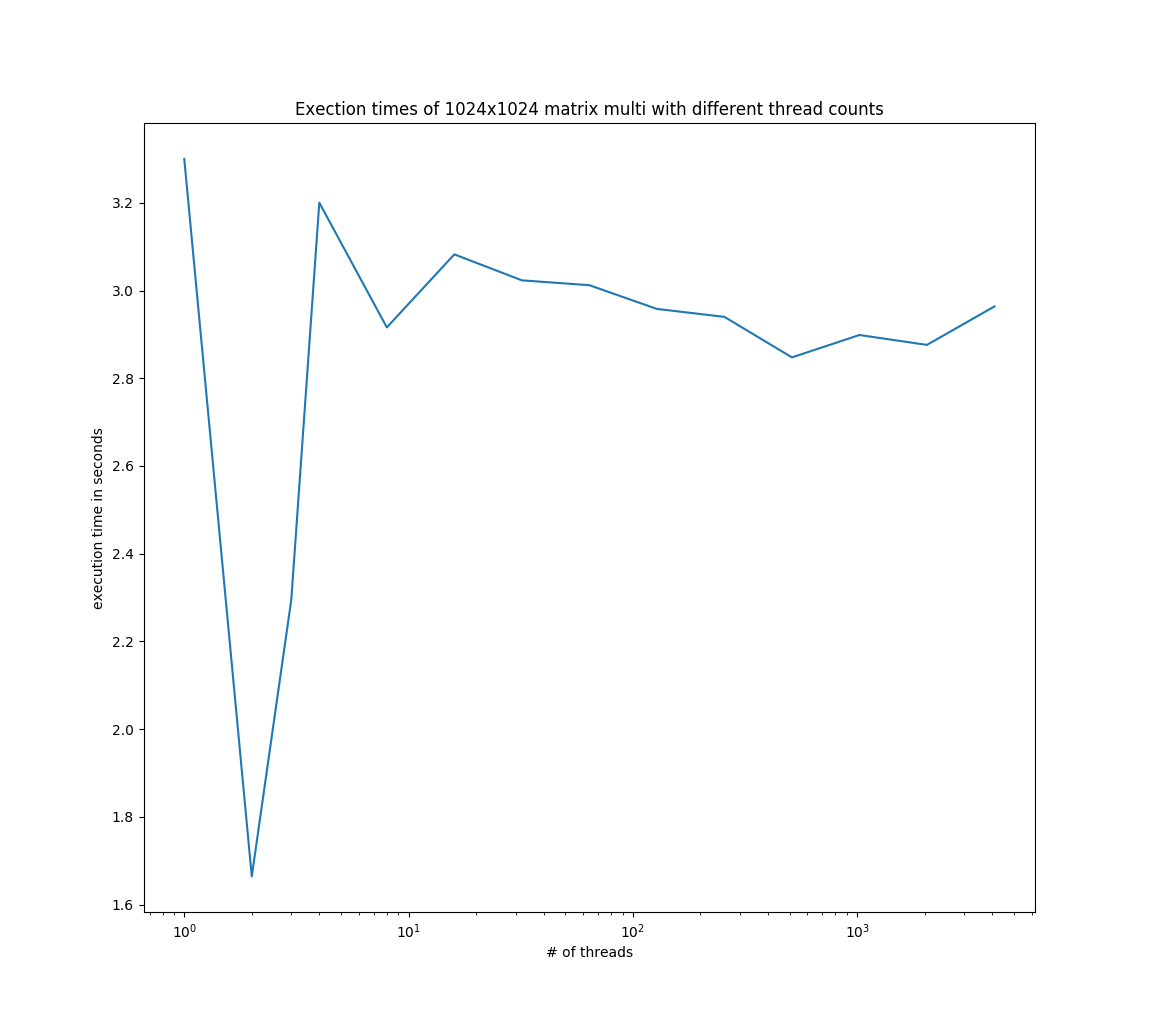 Exection times of 1024x1024 matrix multi with different thread counts
3.2
3.0
2.8
2.6
2.4
2.2
2.0
1.8
1.6
execution time in seconds
10⁰ 10¹ 10² 10³
# of threads